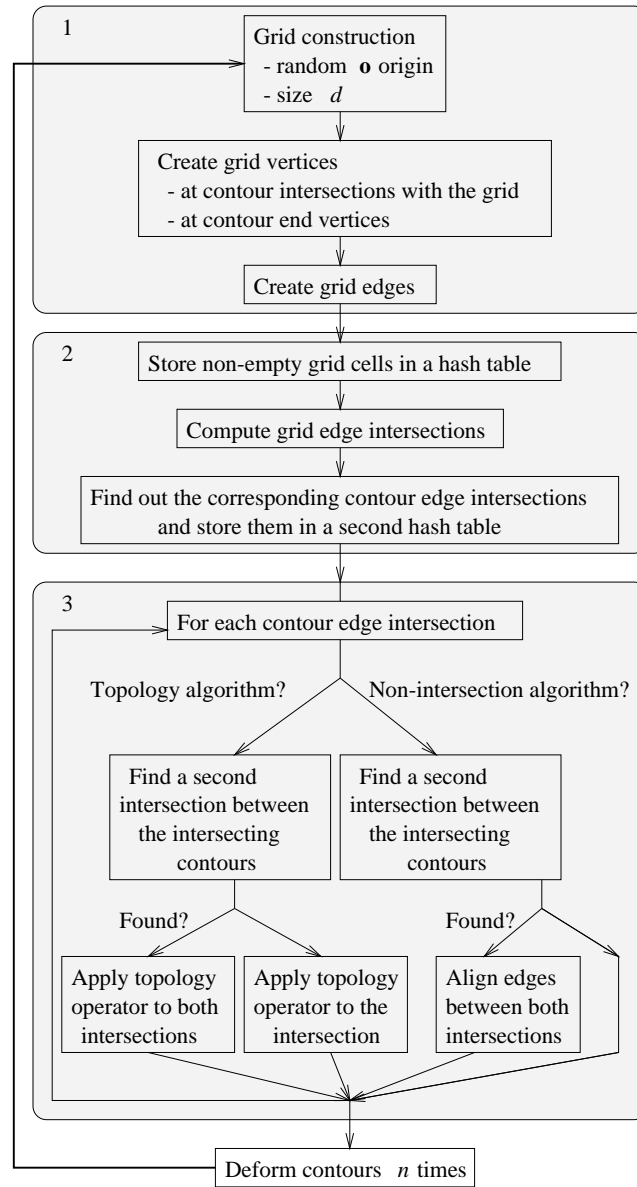 1
Grid construction
- random o origin
- size d
Create grid vertices
- at contour intersections with the grid
- at contour end vertices
Create grid edges
2
Store non-empty grid cells in a hash table
Compute grid edge intersections
Find out the corresponding contour edge intersections
and store them in a second hash table
3
For each contour edge intersection
Topology algorithm?
Non-intersection algorithm?
Find a second
intersection between
the intersecting
contours
Find a second
intersection between
the intersecting
contours
Found?
Found?
Apply topology
operator to both
intersections
Apply topology
operator to the
intersection
Align edges
between both
intersections
Deform contours n times